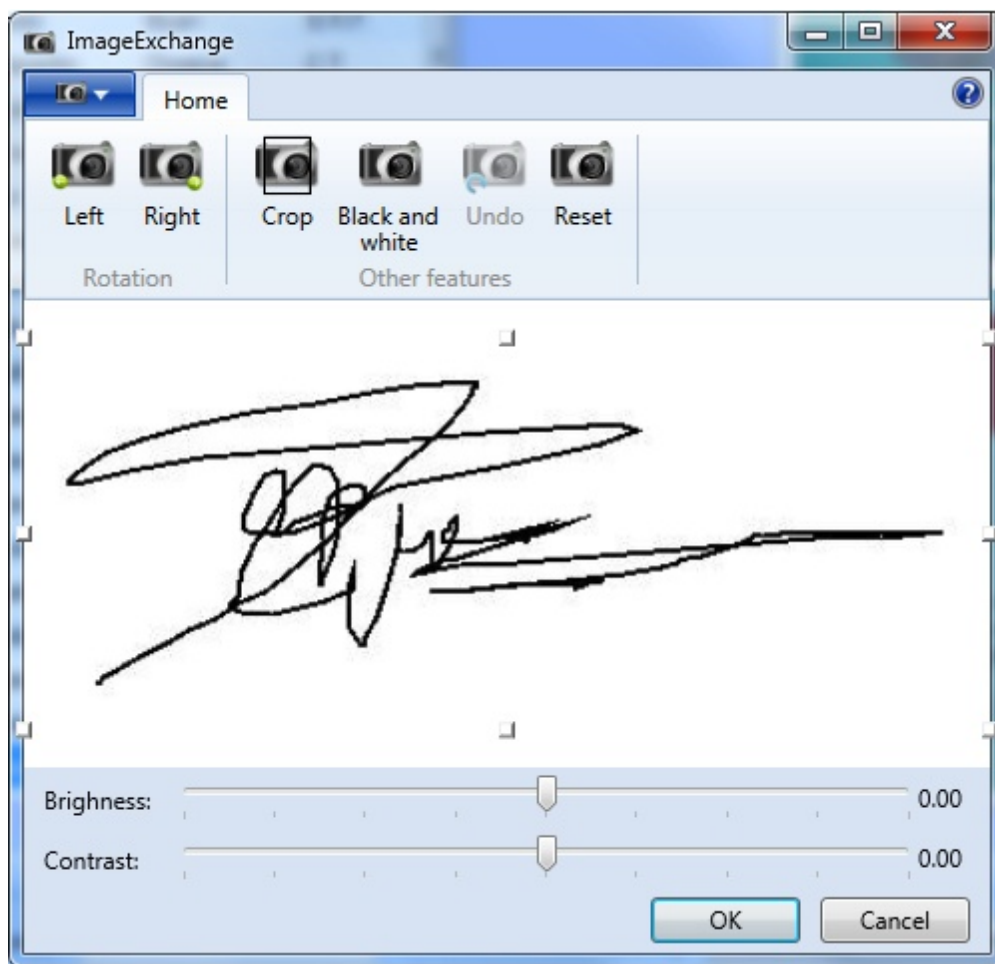 ImageExchange
Home
Left Right Crop Black and white Undo Reset
Rotation Other features
Brighness: 0.00
Contrast: 0.00
OK Cancel